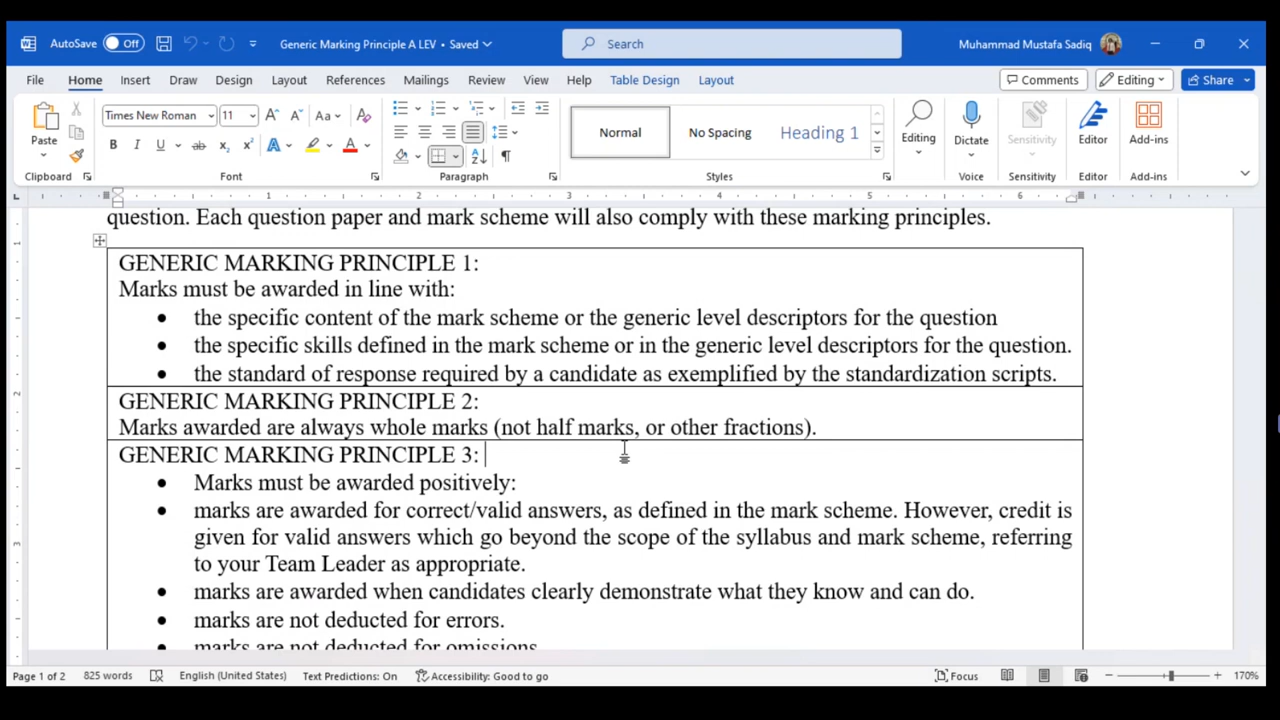 AutoSave Off Generic Marking Principle A LEV • Saved Search Muhammad Mustafa Sadiq
File Home Insert Draw Design Layout References Mailings Review View Help Table Design Layout Comments Editing Share
Paste Times New Roman 11 Aa Normal No Spacing Heading 1 Editing Dictate Sensitivity Editor Add-ins
Clipboard Font Paragraph Styles Voice Sensitivity Editor Add-ins
question. Each question paper and mark scheme will also comply with these marking principles.
GENERIC MARKING PRINCIPLE 1:
Marks must be awarded in line with:
• the specific content of the mark scheme or the generic level descriptors for the question
• the specific skills defined in the mark scheme or in the generic level descriptors for the question.
• the standard of response required by a candidate as exemplified by the standardization scripts.
GENERIC MARKING PRINCIPLE 2:
Marks awarded are always whole marks (not half marks, or other fractions).
GENERIC MARKING PRINCIPLE 3:
• Marks must be awarded positively:
• marks are awarded for correct/valid answers, as defined in the mark scheme. However, credit is
given for valid answers which go beyond the scope of the syllabus and mark scheme, referring
to your Team Leader as appropriate.
• marks are awarded when candidates clearly demonstrate what they know and can do.
• marks are not deducted for errors.
• marks are not deducted for omissions
Page 1 of 2 825 words English (United States) Text Predictions: On Accessibility: Good to go Focus 170%